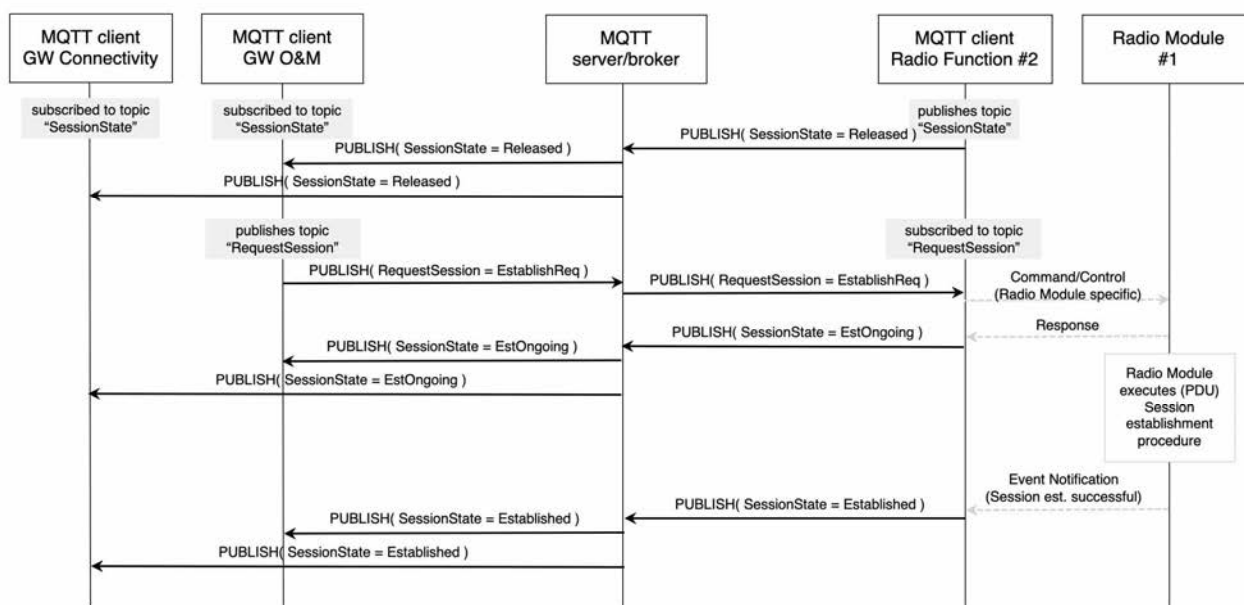 MQTT client
GW Connectivity
MQTT client
GW O&M
MQTT
server/broker
MQTT client
Radio Function #2
Radio Module
#1
subscribed to topic
“SessionState”
subscribed to topic
“SessionState”
publishes topic
“SessionState”
PUBLISH( SessionState = Released )
PUBLISH( SessionState = Released )
PUBLISH( SessionState = Released )
publishes topic
“RequestSession”
subscribed to topic
“RequestSession”
PUBLISH( RequestSession = EstablishReq )
PUBLISH( RequestSession = EstablishReq )
Command/Control
(Radio Module specific)
Response
PUBLISH( SessionState = EstOngoing )
PUBLISH( SessionState = EstOngoing )
PUBLISH( SessionState = EstOngoing )
Radio Module
executes (PDU)
Session
establishment
procedure
Event Notification
(Session est. successful)
PUBLISH( SessionState = Established )
PUBLISH( SessionState = Established )
PUBLISH( SessionState = Established )